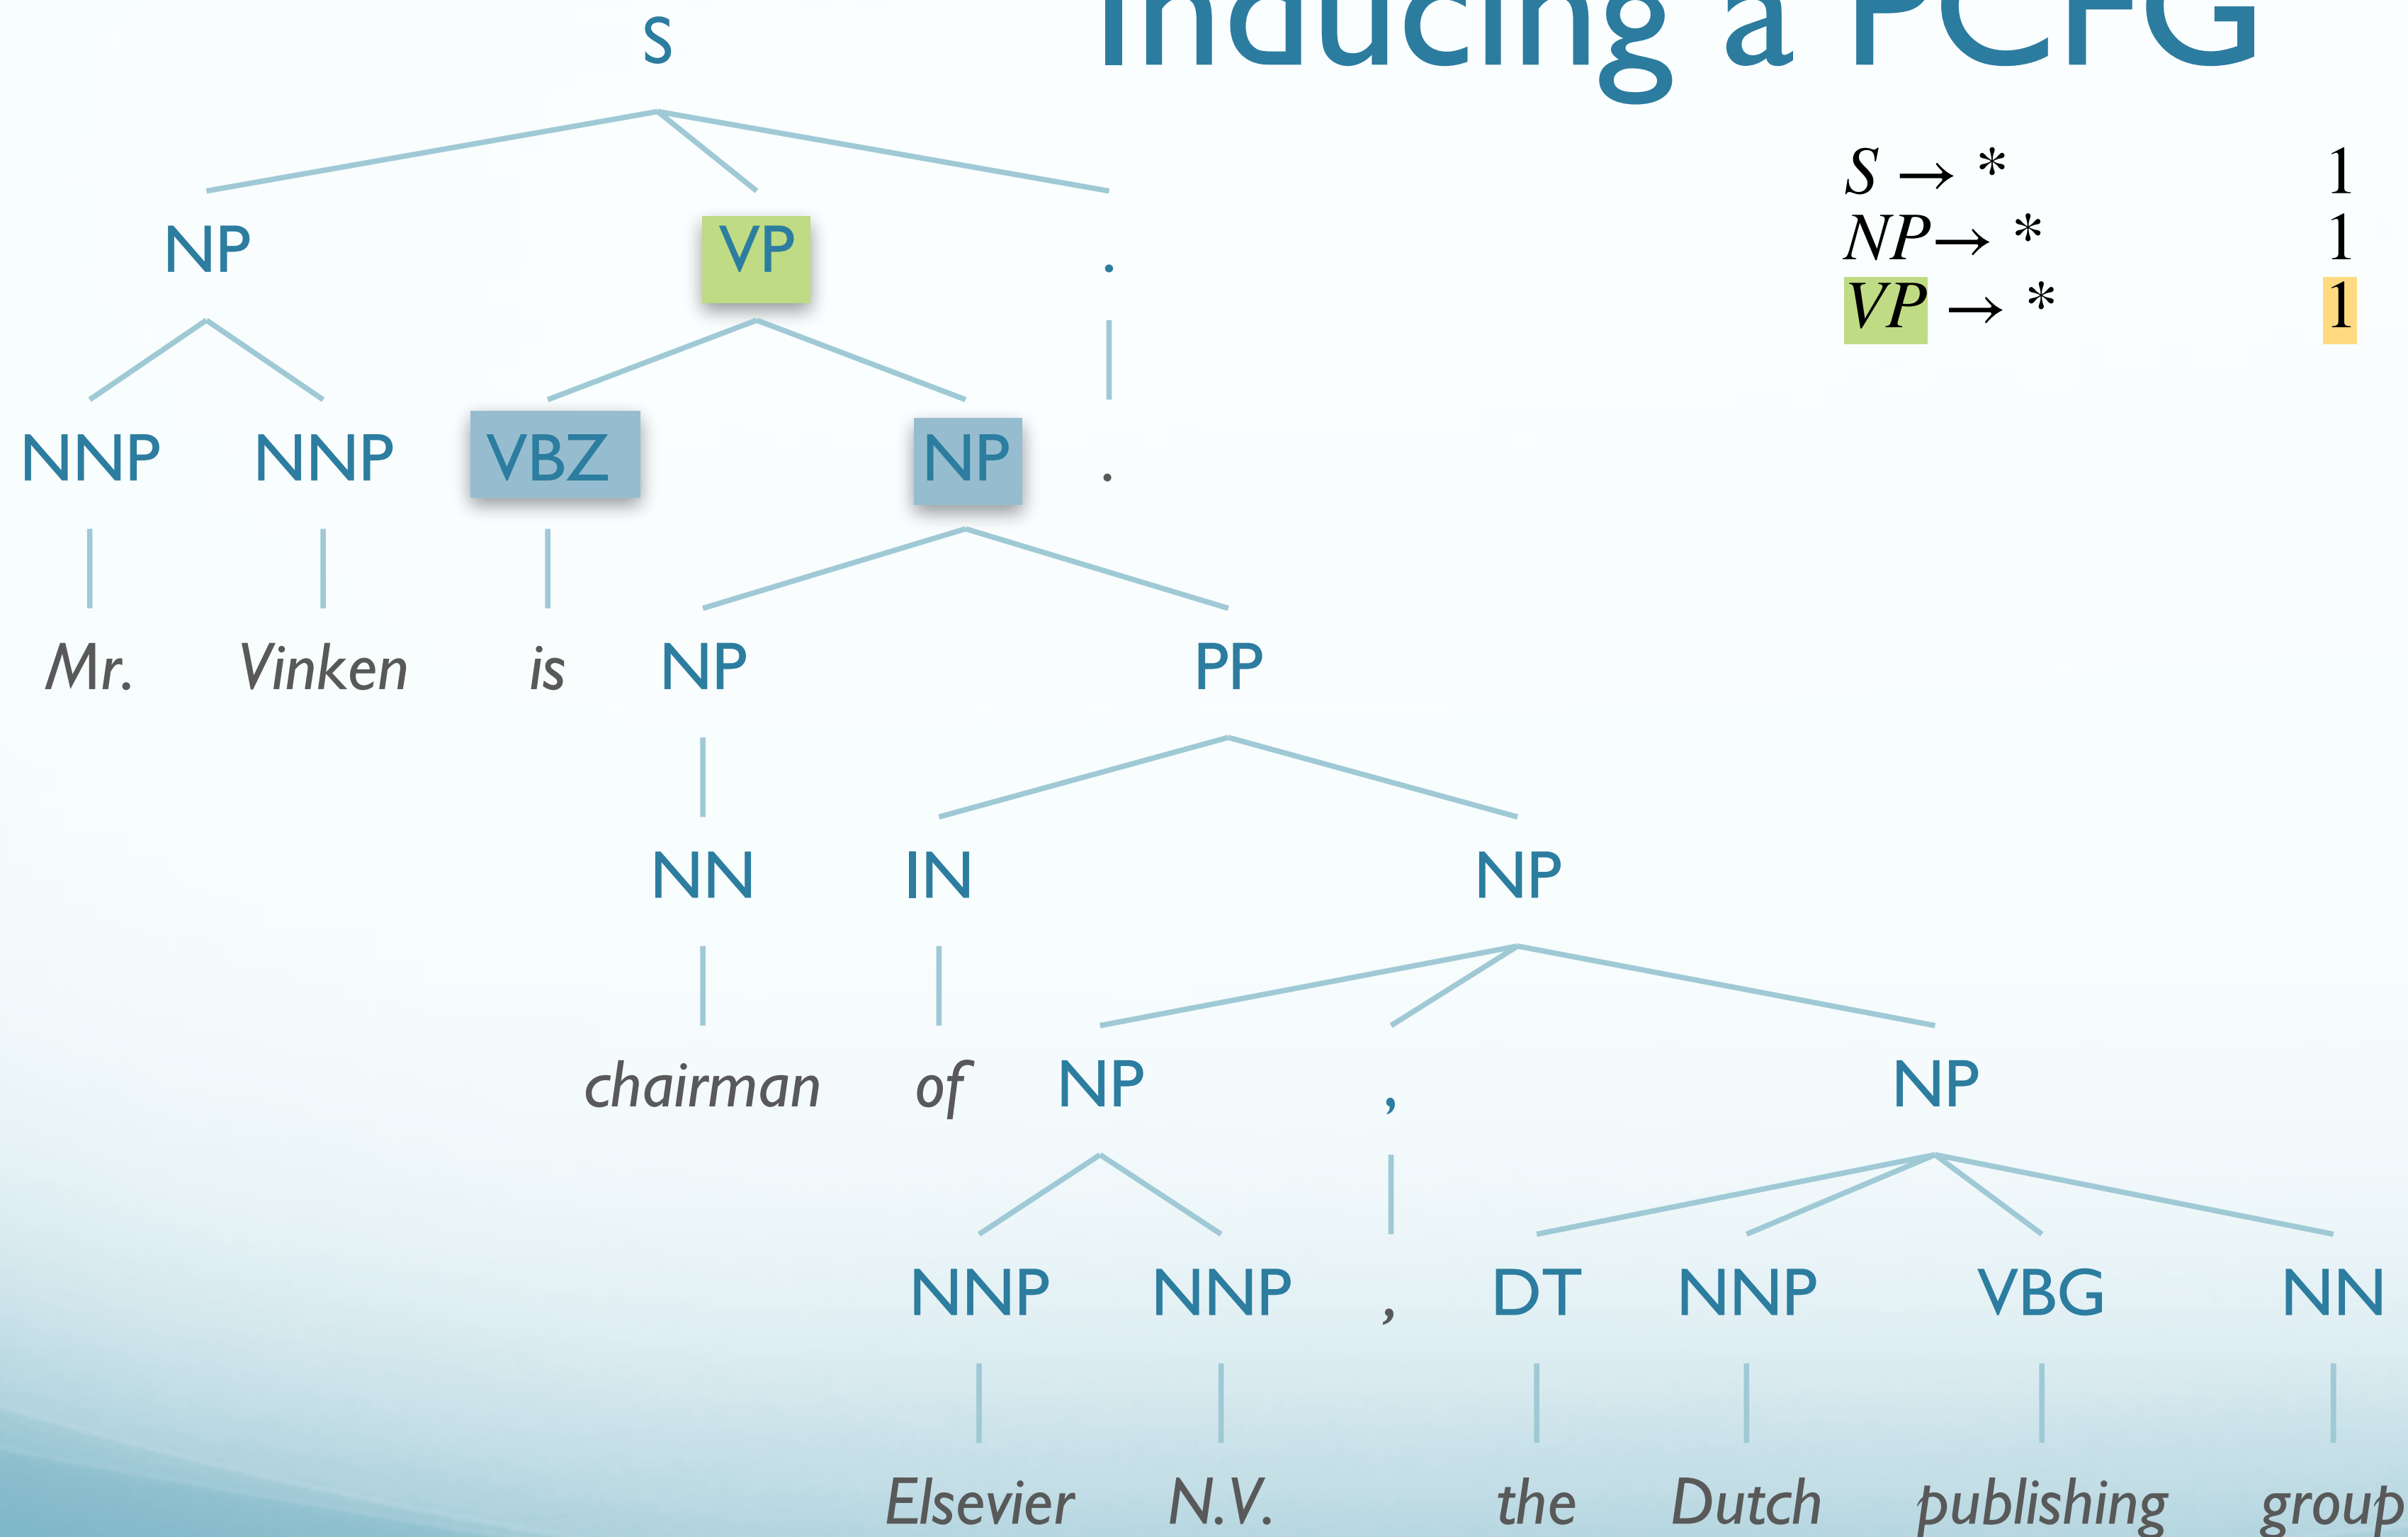 Inducing a PCFG
S
S → * 1
NP → * 1
VP → * 1
NP VP .
NNP NNP VBZ NP .
Mr. Vinken is NP PP
NN IN NP
chairman of NP , NP
NNP NNP , DT NNP VBG NN
Elsevier N.V. the Dutch publishing group